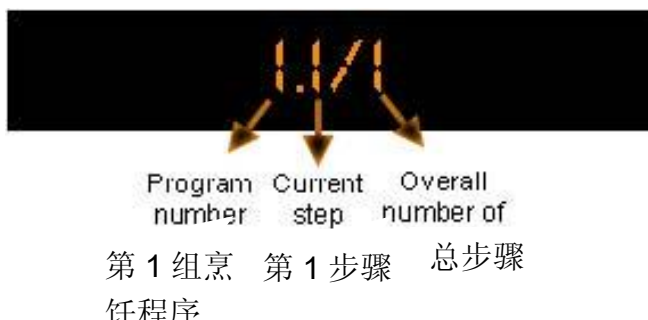 1.1/1
Program Current Overall
number step number of
第 1 组烹 第 1 步骤 总步骤
饪程序